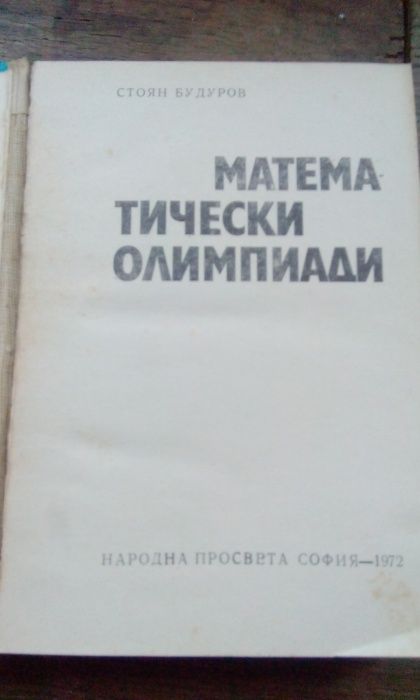 СТОЯН БУДУРОВ
МАТЕМА-
ТИЧЕСКИ
ОЛИМПИАДИ
НАРОДНА ПРОСВЕТА СОФИЯ—1972